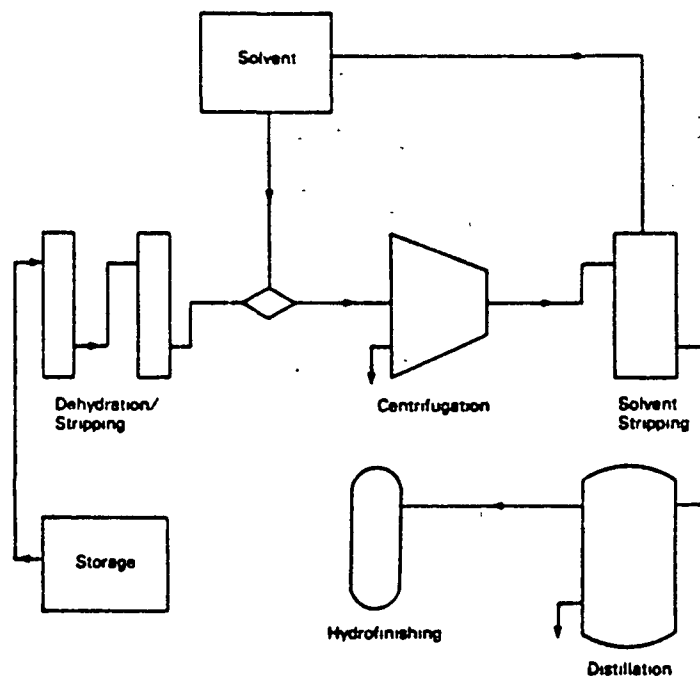 Solvent
Dehydration/
Stripping
Centrifugation
Solvent
Stripping
Storage
Hydrofinishing
Distillation